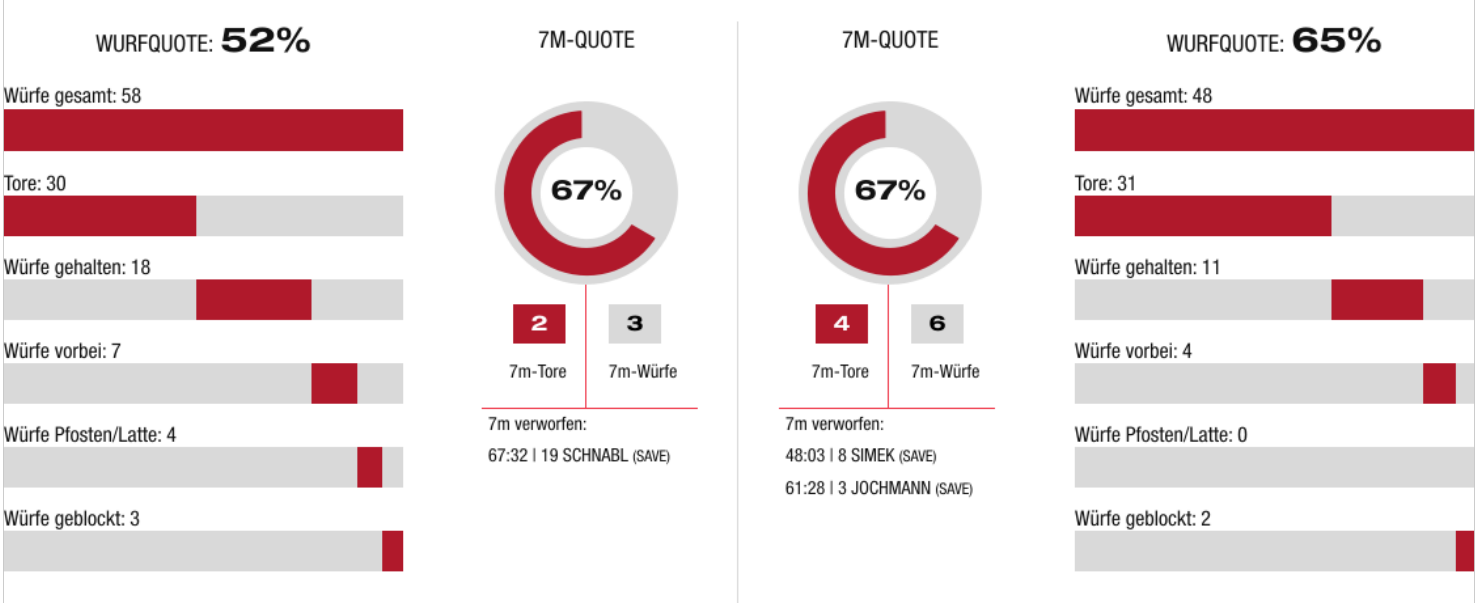 WURFQUOTE: 52%
Würfe gesamt: 58
Tore: 30
Würfe gehalten: 18
Würfe vorbei: 7
Würfe Pfosten/Latte: 4
Würfe geblockt: 3
7M-QUOTE
67%
2
3
7m-Tore
7m-Würfe
7m verworfen:
67:32 | 19 SCHNABL (SAVE)
7M-QUOTE
67%
4
6
7m-Tore
7m-Würfe
7m verworfen:
48:03 | 8 SIMEK (SAVE)
61:28 | 3 JOCHMANN (SAVE)
WURFQUOTE: 65%
Würfe gesamt: 48
Tore: 31
Würfe gehalten: 11
Würfe vorbei: 4
Würfe Pfosten/Latte: 0
Würfe geblockt: 2